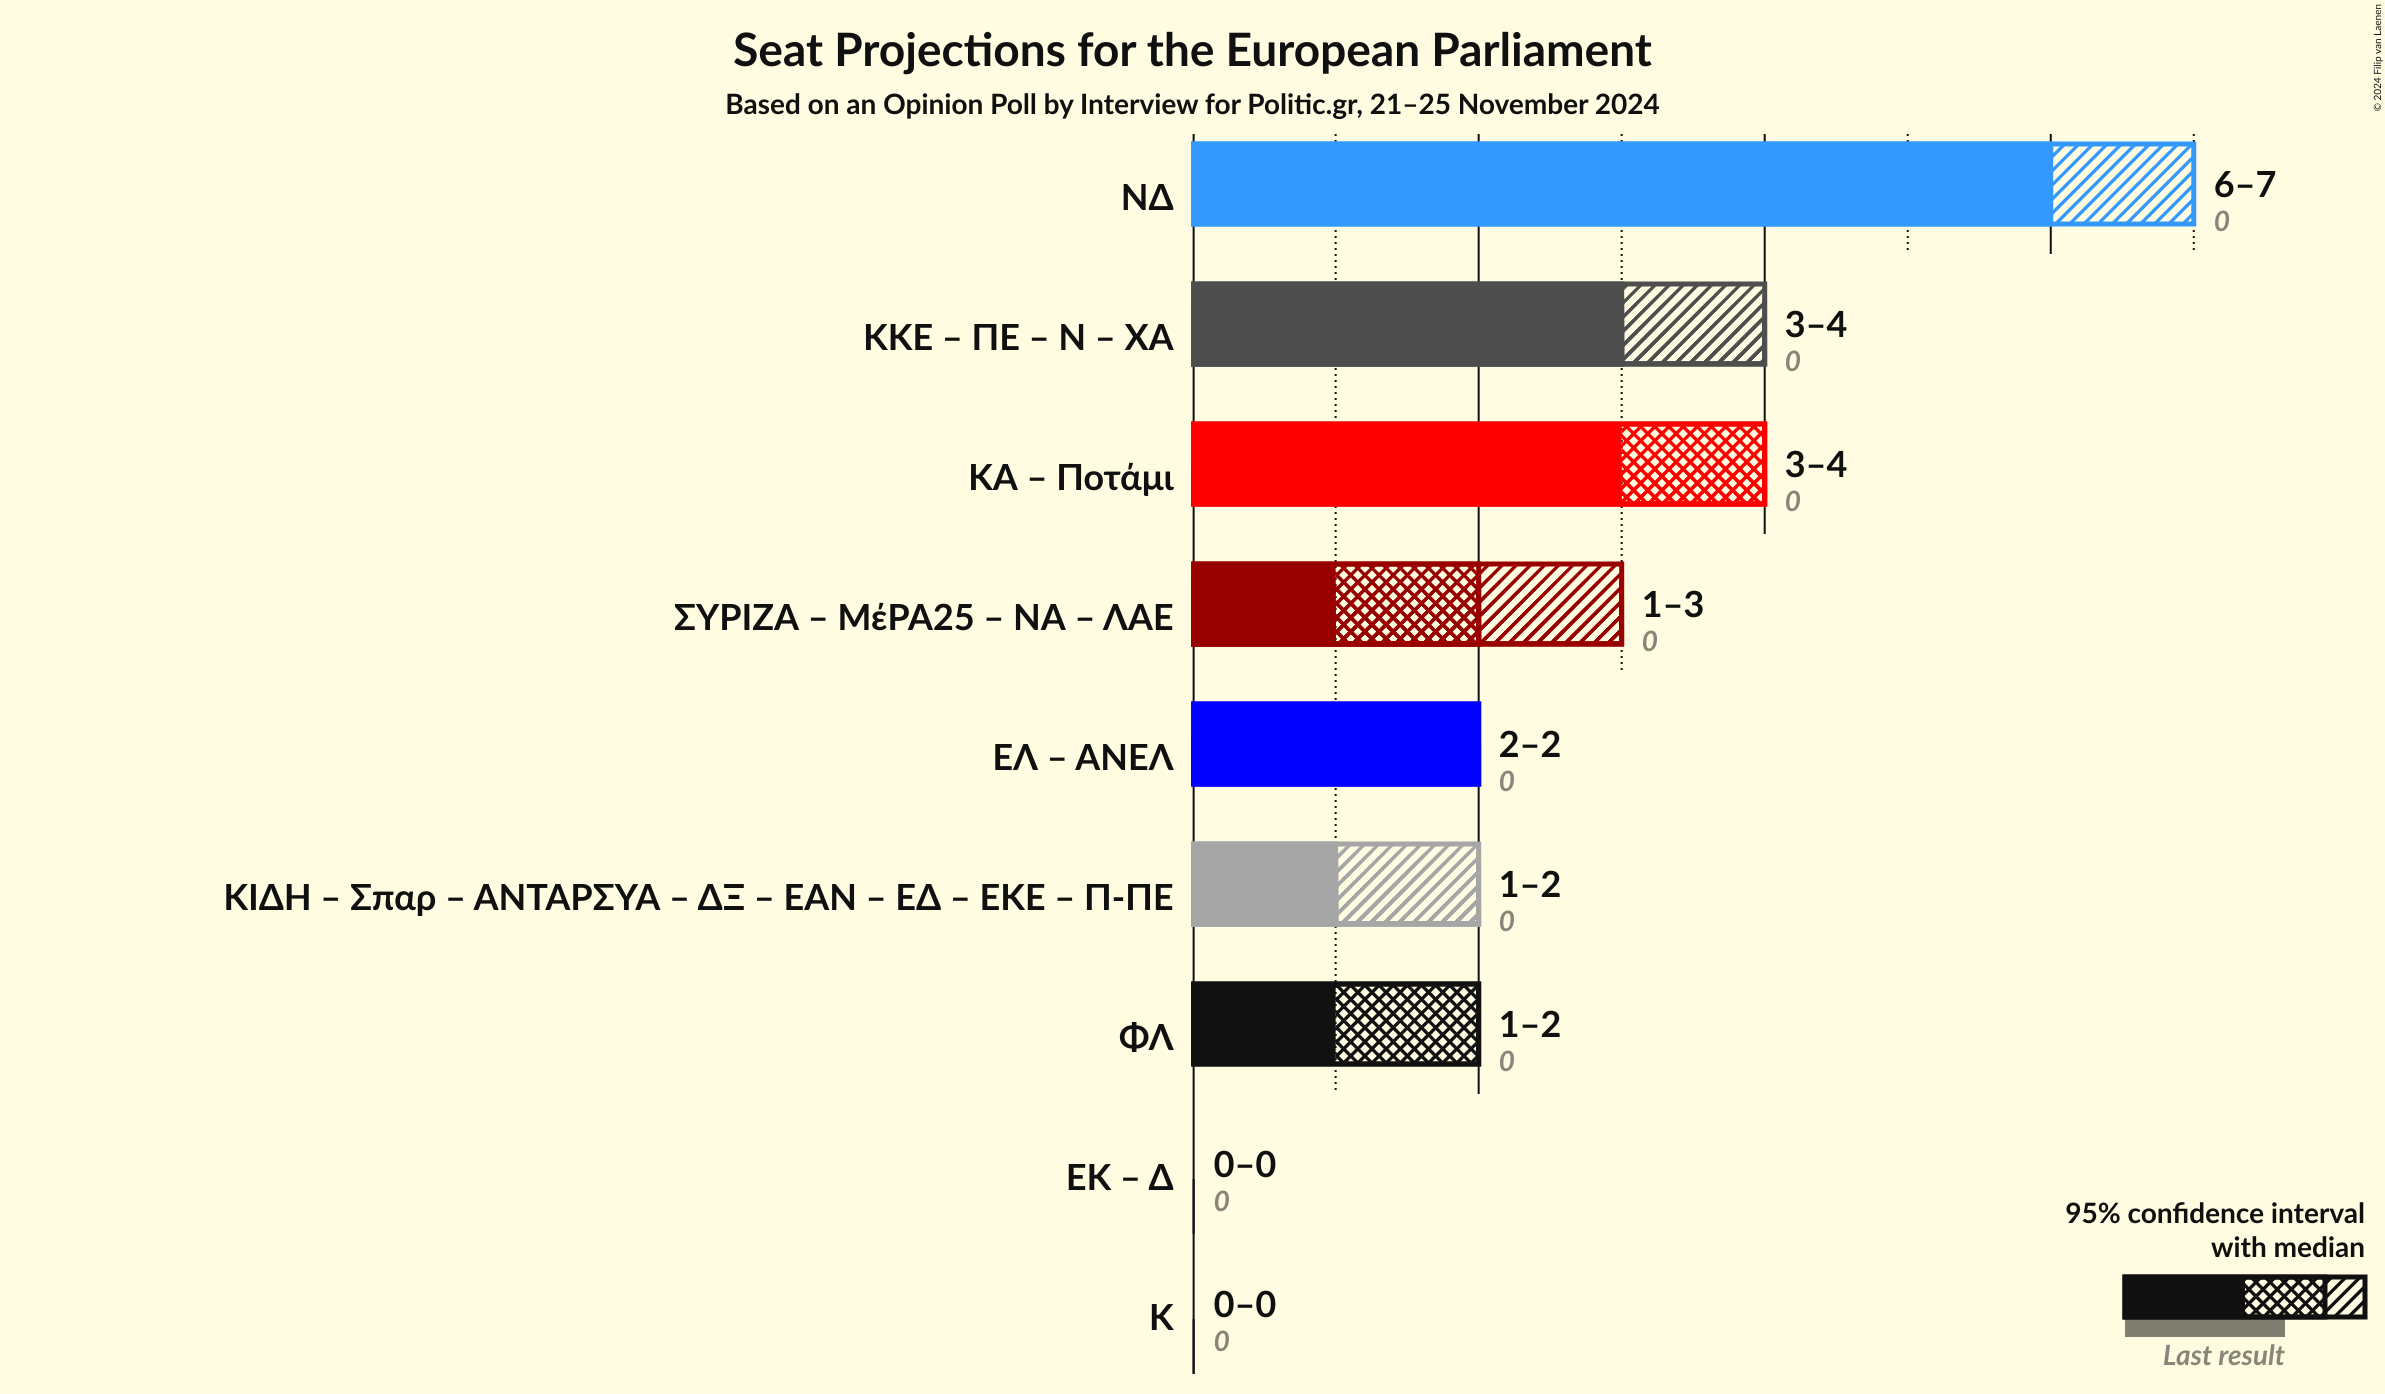 Seat Projections for the European Parliament
Based on an Opinion Poll by Interview for Politic.gr, 21–25 November 2024
© 2024 Filip van Laenen
ΝΔ
6–7
0
ΚΚΕ – ΠΕ – Ν – ΧΑ
3–4
0
ΚΑ – Ποτάμι
3–4
0
ΣΥΡΙΖΑ – ΜέΡΑ25 – ΝΑ – ΛΑΕ
1–3
0
ΕΛ – ΑΝΕΛ
2–2
0
ΚΙΔΗ – Σπαρ – ΑΝΤΑΡΣΥΑ – ΔΞ – ΕΑΝ – ΕΔ – ΕΚΕ – Π-ΠΕ
1–2
0
ΦΛ
1–2
0
ΕΚ – Δ
0–0
0
Κ
0–0
0
95% confidence interval
with median
Last result